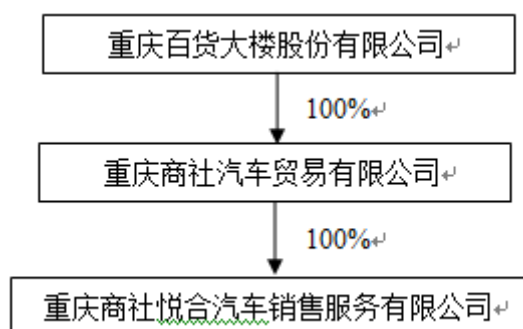 重庆百货大楼股份有限公司↵
100%↵
重庆商社汽车贸易有限公司↵
100%↵
重庆商社悦合汽车销售服务有限公司↵